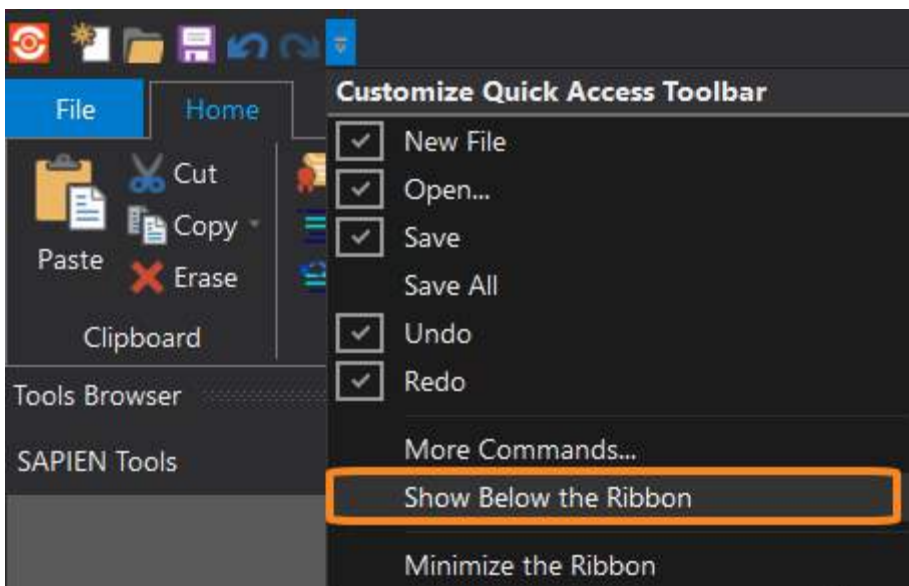 File
Home
Customize Quick Access Toolbar
New File
Open...
Save
Save All
Undo
Redo
More Commands...
Show Below the Ribbon
Minimize the Ribbon
Paste
Cut
Copy
Erase
Clipboard
Tools Browser
SAPIEN Tools